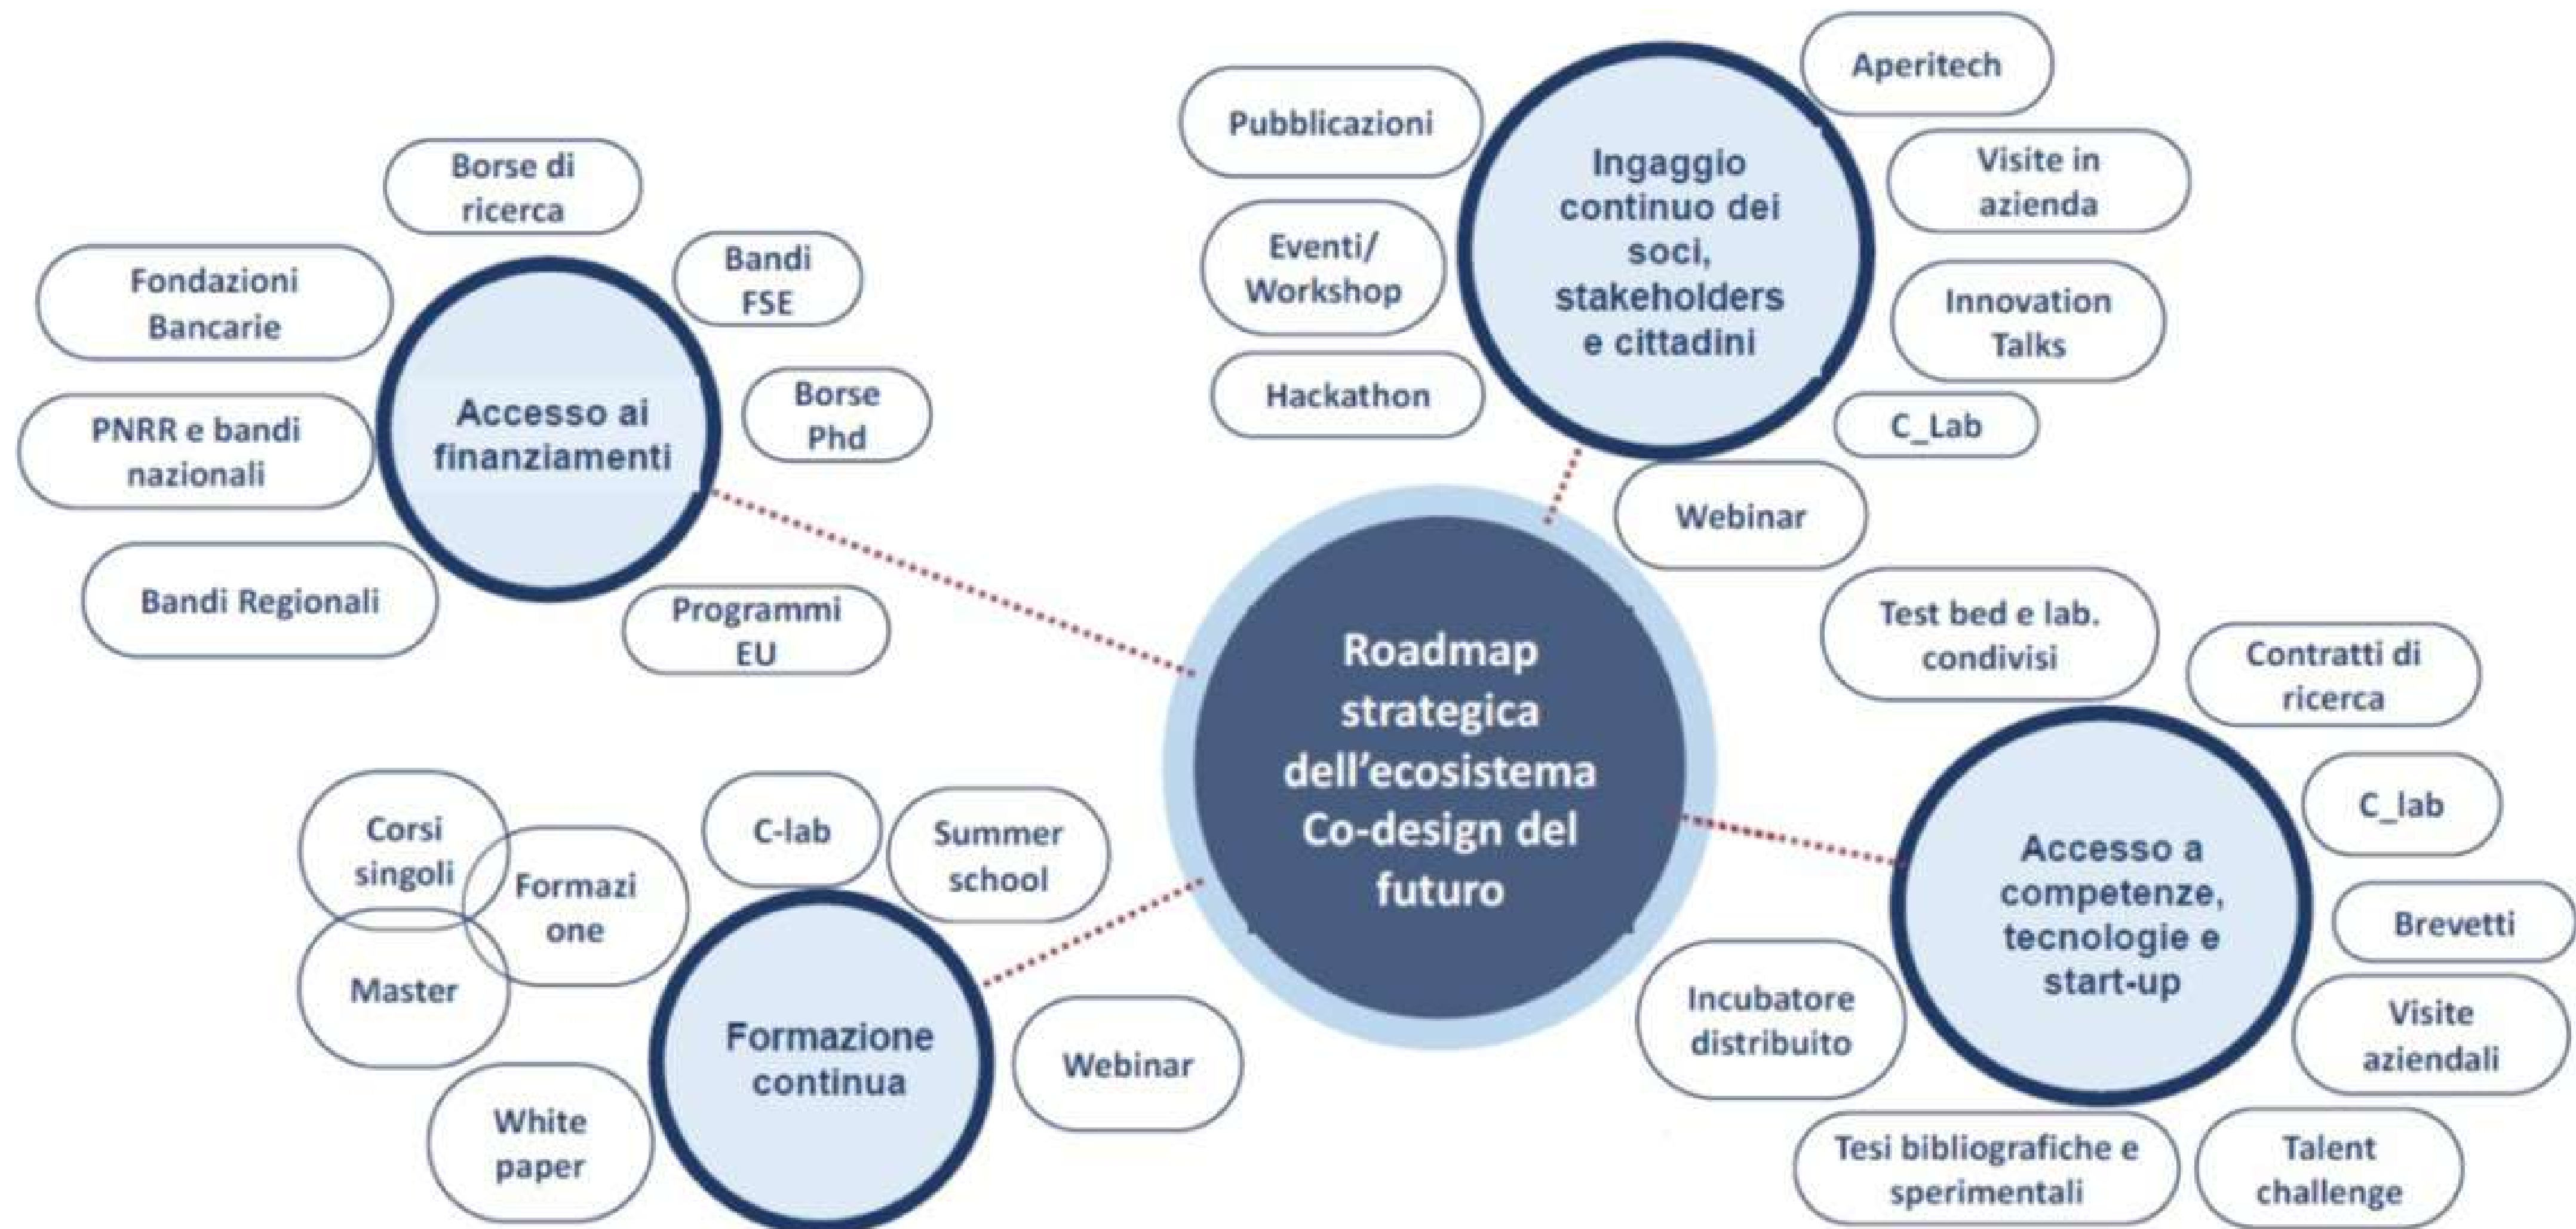 Borse di
ricerca
Fondazioni
Bancarie
Bandi
FSE
PNRR e bandi
nazionali
Accesso ai
finanziamenti
Borse
Phd
Bandi Regionali
Programmi
EU
Pubblicazioni
Aperitech
Ingaggio
continuo dei
soci,
stakeholders
e cittadini
Visite in
azienda
Eventi/
Workshop
Innovation
Talks
Hackathon
C_Lab
Webinar
Roadmap
strategica
dell'ecosistema
Co-design del
futuro
Test bed e lab.
condivisi
Contratti di
ricerca
C_lab
Accesso a
competenze,
tecnologie e
start-up
Brevetti
Incubatore
distribuito
Visite
aziendali
Tesi bibliografiche e
sperimentali
Talent
challenge
Corsi
singoli
Formazi
one
C-lab
Summer
school
Master
Formazione
continua
Webinar
White
paper